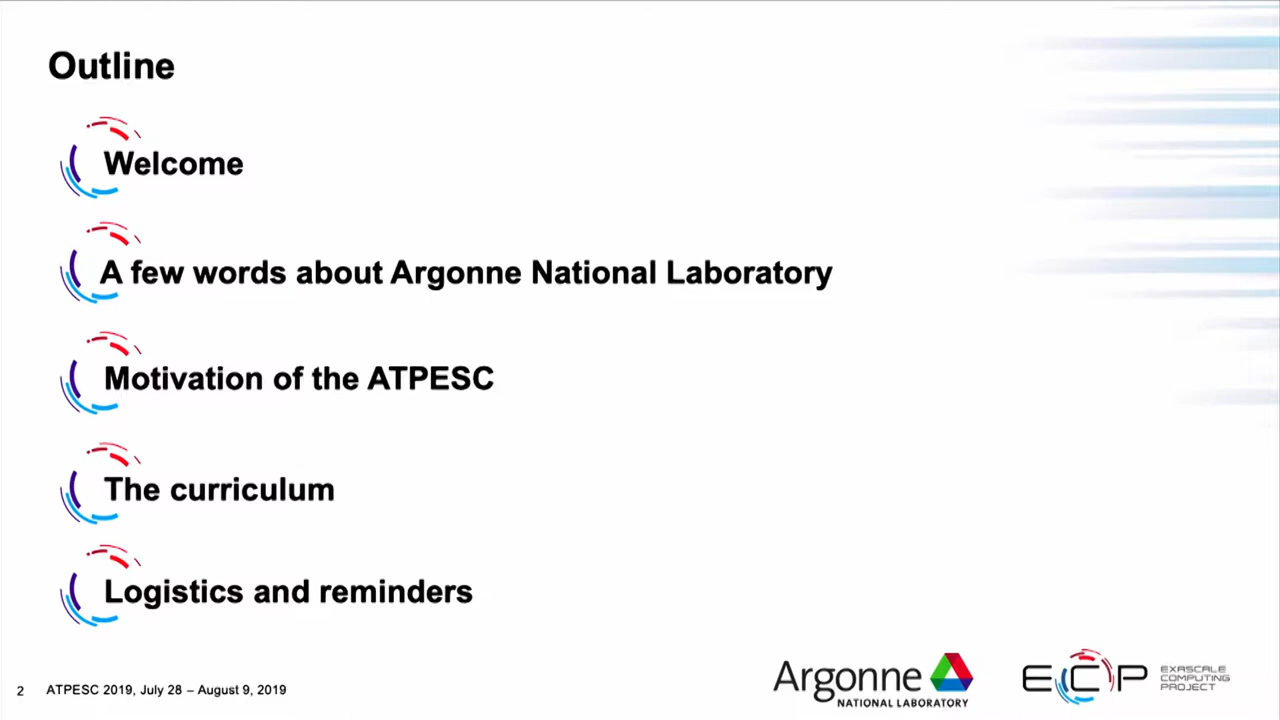 Outline
Welcome
A few words about Argonne National Laboratory
Motivation of the ATPESC
The curriculum
Logistics and reminders
2 ATPESC 2019, July 28 – August 9, 2019
Argonne
NATIONAL LABORATORY
ECP
EXASCALE
COMPUTING
PROJECT